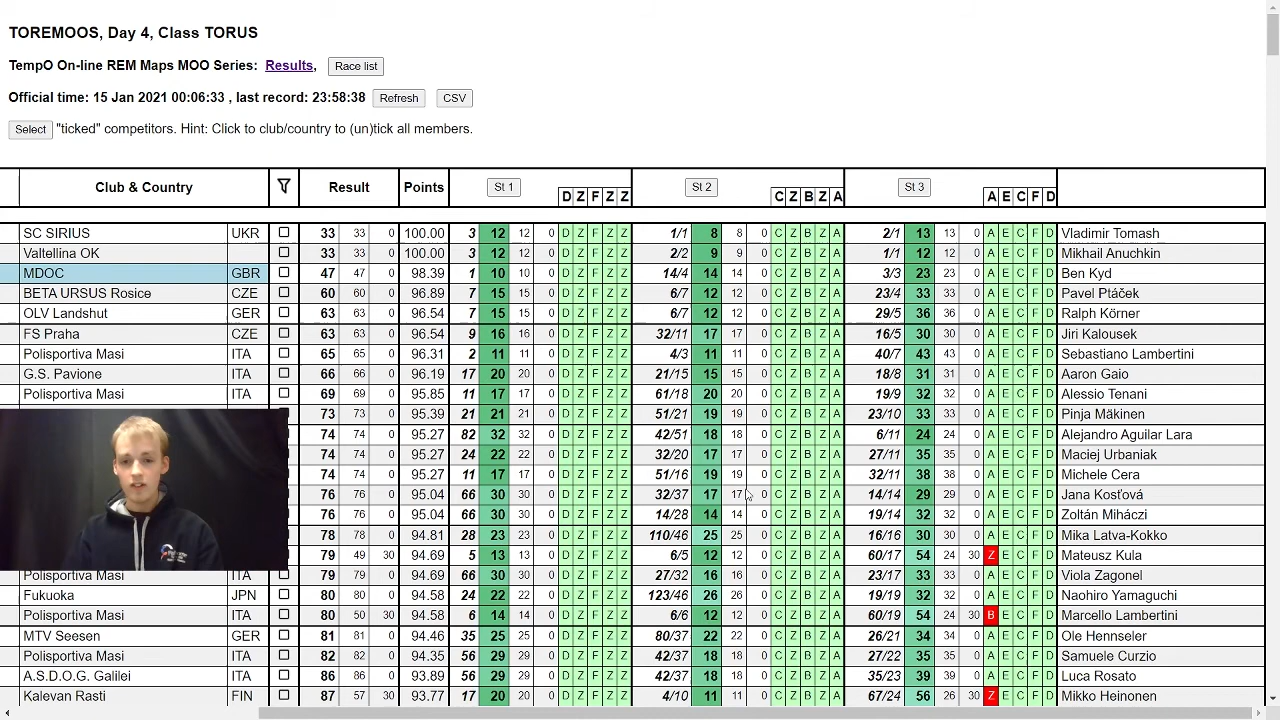 TOREMOOS, Day 4, Class TORUS
TempO On-line REM Maps MOO Series: Results, Race list
Official time: 15 Jan 2021 00:06:33 , last record: 23:58:38 Refresh CSV
Select "ticked" competitors. Hint: Click to club/country to (un)tick all members.
Club & Country Result Points St 1 D Z F Z Z St 2 C Z B Z A St 3 A E C F D
SC SIRIUS UKR 33 33 0 100.00 3 12 12 0 D Z F Z Z 1/1 8 8 0 C Z B Z A 2/1 13 13 0 A E C F D Vladimir Tomash
Valtellina OK 33 33 0 100.00 3 12 12 0 D Z F Z Z 2/2 9 9 0 C Z B Z A 1/1 12 12 0 A E C F D Mikhail Anuchkin
MDOC GBR 47 47 0 98.39 1 10 10 0 D Z F Z Z 14/4 14 14 0 C Z B Z A 3/3 23 23 0 A E C F D Ben Kyd
BETA URSUS Rosice CZE 60 60 0 96.89 7 15 15 0 D Z F Z Z 6/7 12 12 0 C Z B Z A 23/4 33 33 0 A E C F D Pavel Ptáček
OLV Landshut GER 63 63 0 96.54 7 15 15 0 D Z F Z Z 6/7 12 12 0 C Z B Z A 29/5 36 36 0 A E C F D Ralph Körner
FS Praha CZE 63 63 0 96.54 9 16 16 0 D Z F Z Z 32/11 17 17 0 C Z B Z A 16/5 30 30 0 A E C F D Jiri Kalousek
Polisportiva Masi ITA 65 65 0 96.31 2 11 11 0 D Z F Z Z 4/3 11 11 0 C Z B Z A 40/7 43 43 0 A E C F D Sebastiano Lambertini
G.S. Pavione ITA 66 66 0 96.19 17 20 20 0 D Z F Z Z 21/15 15 15 0 C Z B Z A 18/8 31 31 0 A E C F D Aaron Gaio
Polisportiva Masi ITA 69 69 0 95.85 11 17 17 0 D Z F Z Z 61/18 20 20 0 C Z B Z A 19/9 32 32 0 A E C F D Alessio Tenani
73 73 0 95.39 21 21 21 0 D Z F Z Z 51/21 19 19 0 C Z B Z A 23/10 33 33 0 A E C F D Pinja Mäkinen
74 74 0 95.27 82 32 32 0 D Z F Z Z 42/51 18 18 0 C Z B Z A 6/11 24 24 0 A E C F D Alejandro Aguilar Lara
74 74 0 95.27 24 22 22 0 D Z F Z Z 32/20 17 17 0 C Z B Z A 27/11 35 35 0 A E C F D Maciej Urbaniak
74 74 0 95.27 11 17 17 0 D Z F Z Z 51/16 19 19 0 C Z B Z A 32/11 38 38 0 A E C F D Michele Cera
76 76 0 95.04 66 30 30 0 D Z F Z Z 32/37 17 17 0 C Z B Z A 14/14 29 29 0 A E C F D Jana Kosťová
76 76 0 95.04 66 30 30 0 D Z F Z Z 14/28 14 14 0 C Z B Z A 19/14 32 32 0 A E C F D Zoltán Miháczi
78 78 0 94.81 28 23 23 0 D Z F Z Z 110/46 25 25 0 C Z B Z A 16/16 30 30 0 A E C F D Mika Latva-Kokko
79 49 30 94.69 5 13 13 0 D Z F Z Z 6/5 12 12 0 C Z B Z A 60/17 54 24 30 Z E C F D Mateusz Kula
Polisportiva Masi ITA 79 79 0 94.69 66 30 30 0 D Z F Z Z 27/32 16 16 0 C Z B Z A 23/17 33 33 0 A E C F D Viola Zagonel
Fukuoka JPN 80 80 0 94.58 24 22 22 0 D Z F Z Z 123/46 26 26 0 C Z B Z A 19/19 32 32 0 A E C F D Naohiro Yamaguchi
Polisportiva Masi ITA 80 50 30 94.58 6 14 14 0 D Z F Z Z 6/6 12 12 0 C Z B Z A 60/19 54 24 30 B E C F D Marcello Lambertini
MTV Seesen GER 81 81 0 94.46 35 25 25 0 D Z F Z Z 80/37 22 22 0 C Z B Z A 26/21 34 34 0 A E C F D Ole Hennseler
Polisportiva Masi ITA 82 82 0 94.35 56 29 29 0 D Z F Z Z 42/37 18 18 0 C Z B Z A 27/22 35 35 0 A E C F D Samuele Curzio
A.S.D.O.G. Galilei ITA 86 86 0 93.89 56 29 29 0 D Z F Z Z 42/37 18 18 0 C Z B Z A 35/23 39 39 0 A E C F D Luca Rosato
Kalevan Rasti FIN 87 57 30 93.77 17 20 20 0 D Z F Z Z 4/10 11 11 0 C Z B Z A 67/24 56 26 30 Z E C F D Mikko Heinonen